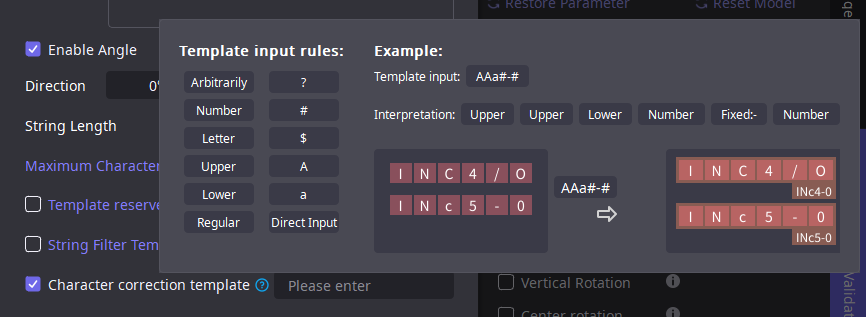 Restore Parameter
Reset Model
Enable Angle
Direction 0°
String Length
Maximum Character
Template reserve
String Filter Tem
Character correction template ? Please enter
Template input rules:
Arbitrarily ?
Number #
Letter $
Upper A
Lower a
Regular Direct Input
Example:
Template input: AAa#-#
Interpretation: Upper Upper Lower Number Fixed:- Number
I N C 4 / O
I N c 5 - 0
AAa#-#
I N C 4 / O
INc4-0
I N c 5 - 0
INc5-0
Vertical Rotation
Center rotation
Validat